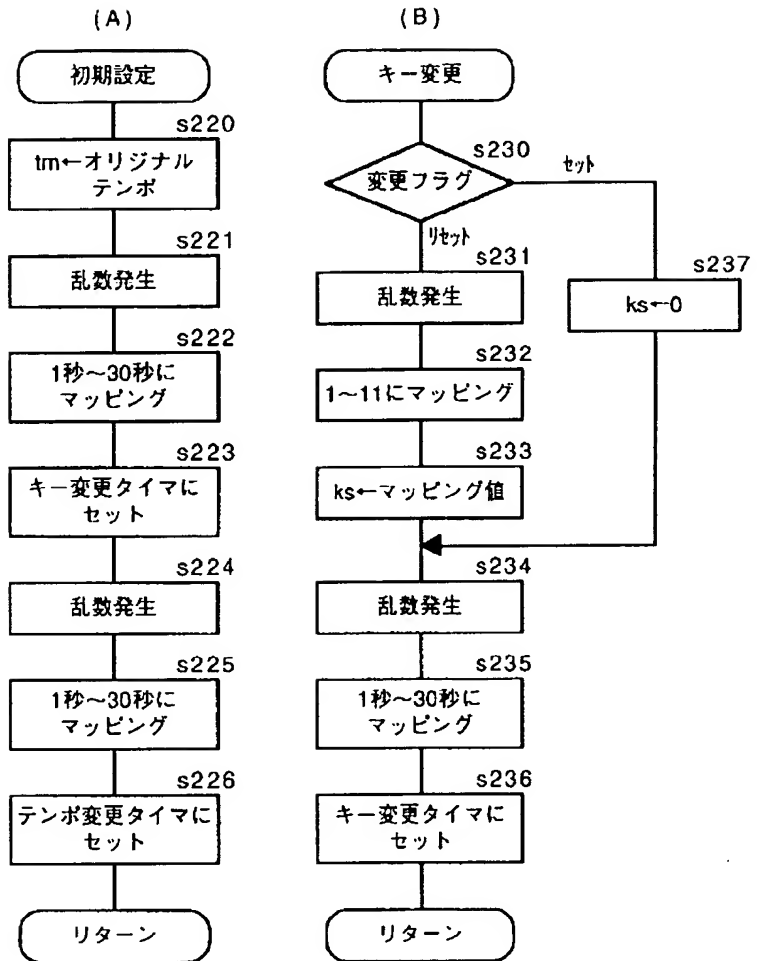 (A)
初期設定
s220
tm←オリジナル
テンポ
s221
乱数発生
s222
1秒〜30秒に
マッピング
s223
キー変更タイマに
セット
s224
乱数発生
s225
1秒〜30秒に
マッピング
s226
テンポ変更タイマに
セット
リターン
(B)
キー変更
s230
変更フラグ
セット
リセット
s231
乱数発生
s237
ks←0
s232
1〜11にマッピング
s233
ks←マッピング値
s234
乱数発生
s235
1秒〜30秒に
マッピング
s236
キー変更タイマに
セット
リターン